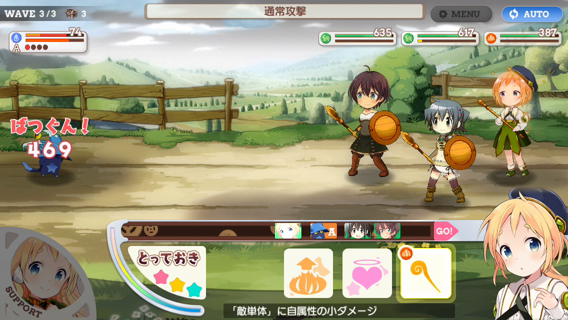 WAVE 3/3
3
通常攻撃
MENU
AUTO
74
A
635
617
387
ばつぐん!
469
A
GO!
とっておき
SUPPORT
「敵単体」に自属性の小ダメージ